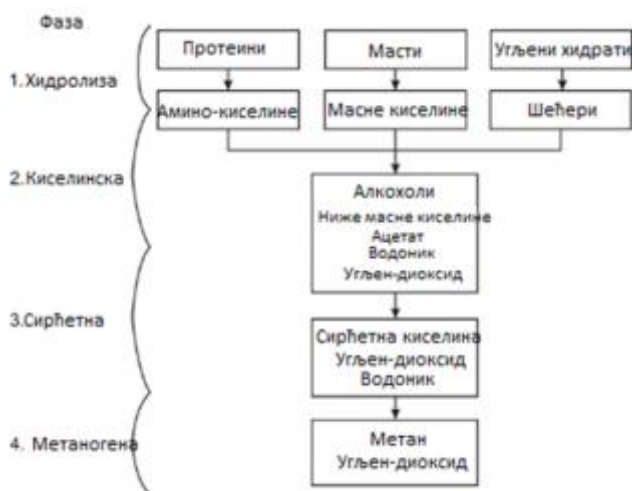 Фаза
Протеини
Масти
Угљени хидрати
1.Хидролиза
Амино-киселине
Масне киселине
Шећери
2.Киселинска
Алкохоли
Ниже масне киселине
Ацетат
Водоник
Угљен-диоксид
3.Сирћетна
Сирћетна киселина
Угљен-диоксид
Водоник
4. Метаногена
Метан
Угљен-диоксид